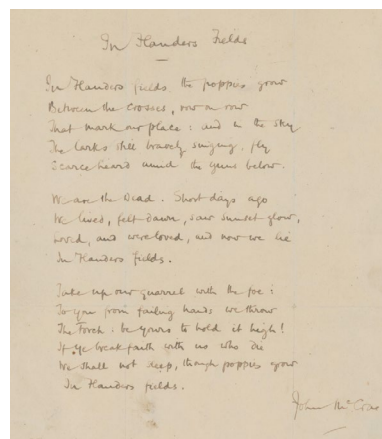 In Flanders Fields
In Flanders fields the poppies grow
Between the crosses, row on row
That mark our place: and in the sky
The larks still bravely singing, fly
Scarce heard amid the guns below.
We are the Dead. Short days ago
We lived, felt dawn, saw sunset glow,
Loved, and were loved, and now we lie
In Flanders fields.
Take up our quarrel with the foe:
To you from failing hands we throw
The torch: be yours to hold it high!
If ye break faith with us who die
We shall not sleep, though poppies grow
In Flanders fields.
John McCrae